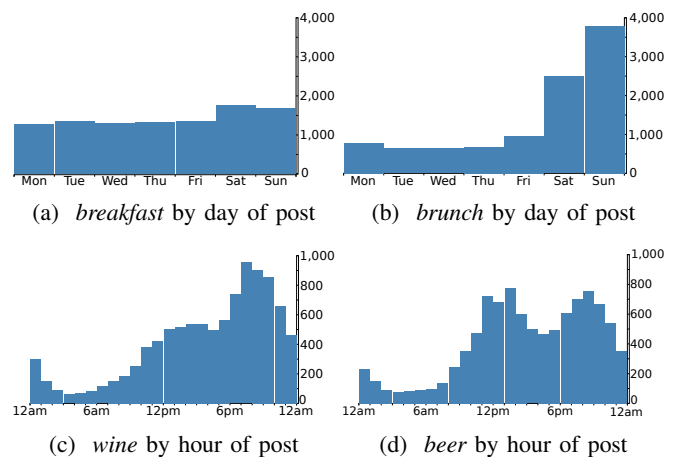 4,000
3,000
2,000
1,000
0
Mon Tue Wed Thu Fri Sat Sun
(a) breakfast by day of post
4,000
3,000
2,000
1,000
0
Mon Tue Wed Thu Fri Sat Sun
(b) brunch by day of post
1,000
800
600
400
200
0
12am 6am 12pm 6pm 12am
(c) wine by hour of post
1,000
800
600
400
200
0
12am 6am 12pm 6pm 12am
(d) beer by hour of post